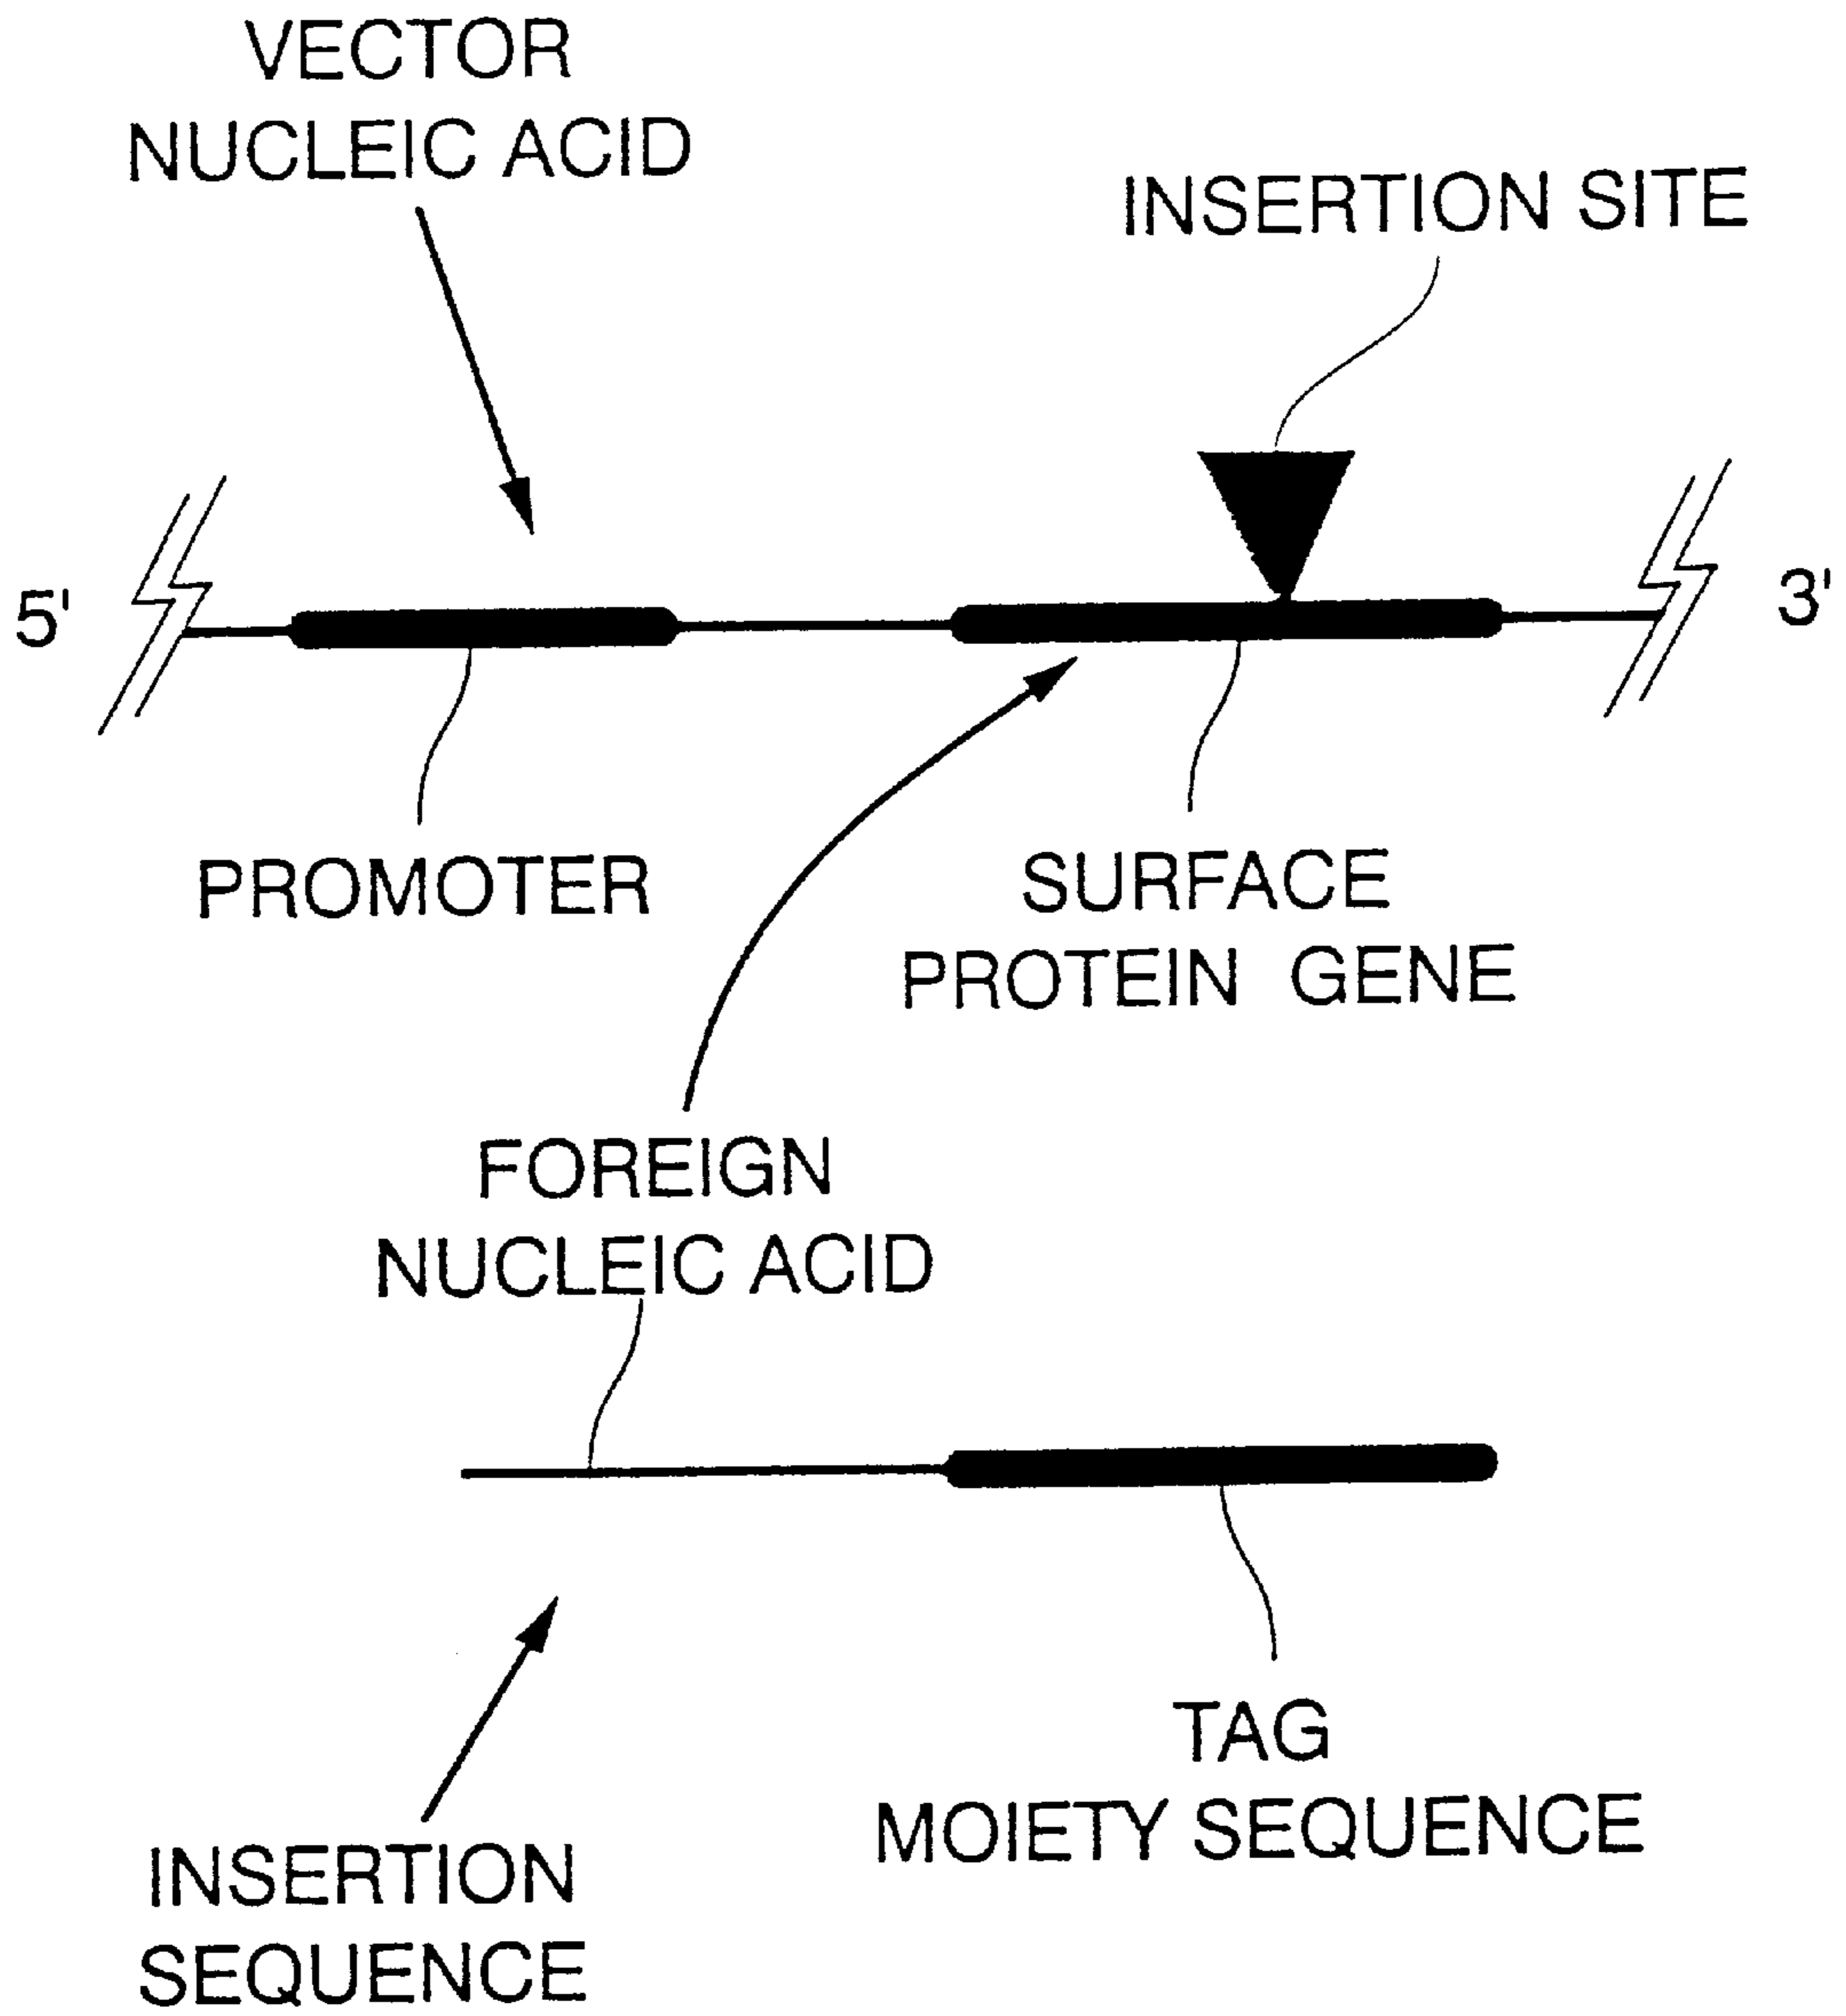 VECTOR
NUCLEIC ACID
INSERTION SITE
5'
3'
PROMOTER
SURFACE
PROTEIN GENE
FOREIGN
NUCLEIC ACID
TAG
MOIETY SEQUENCE
INSERTION
SEQUENCE